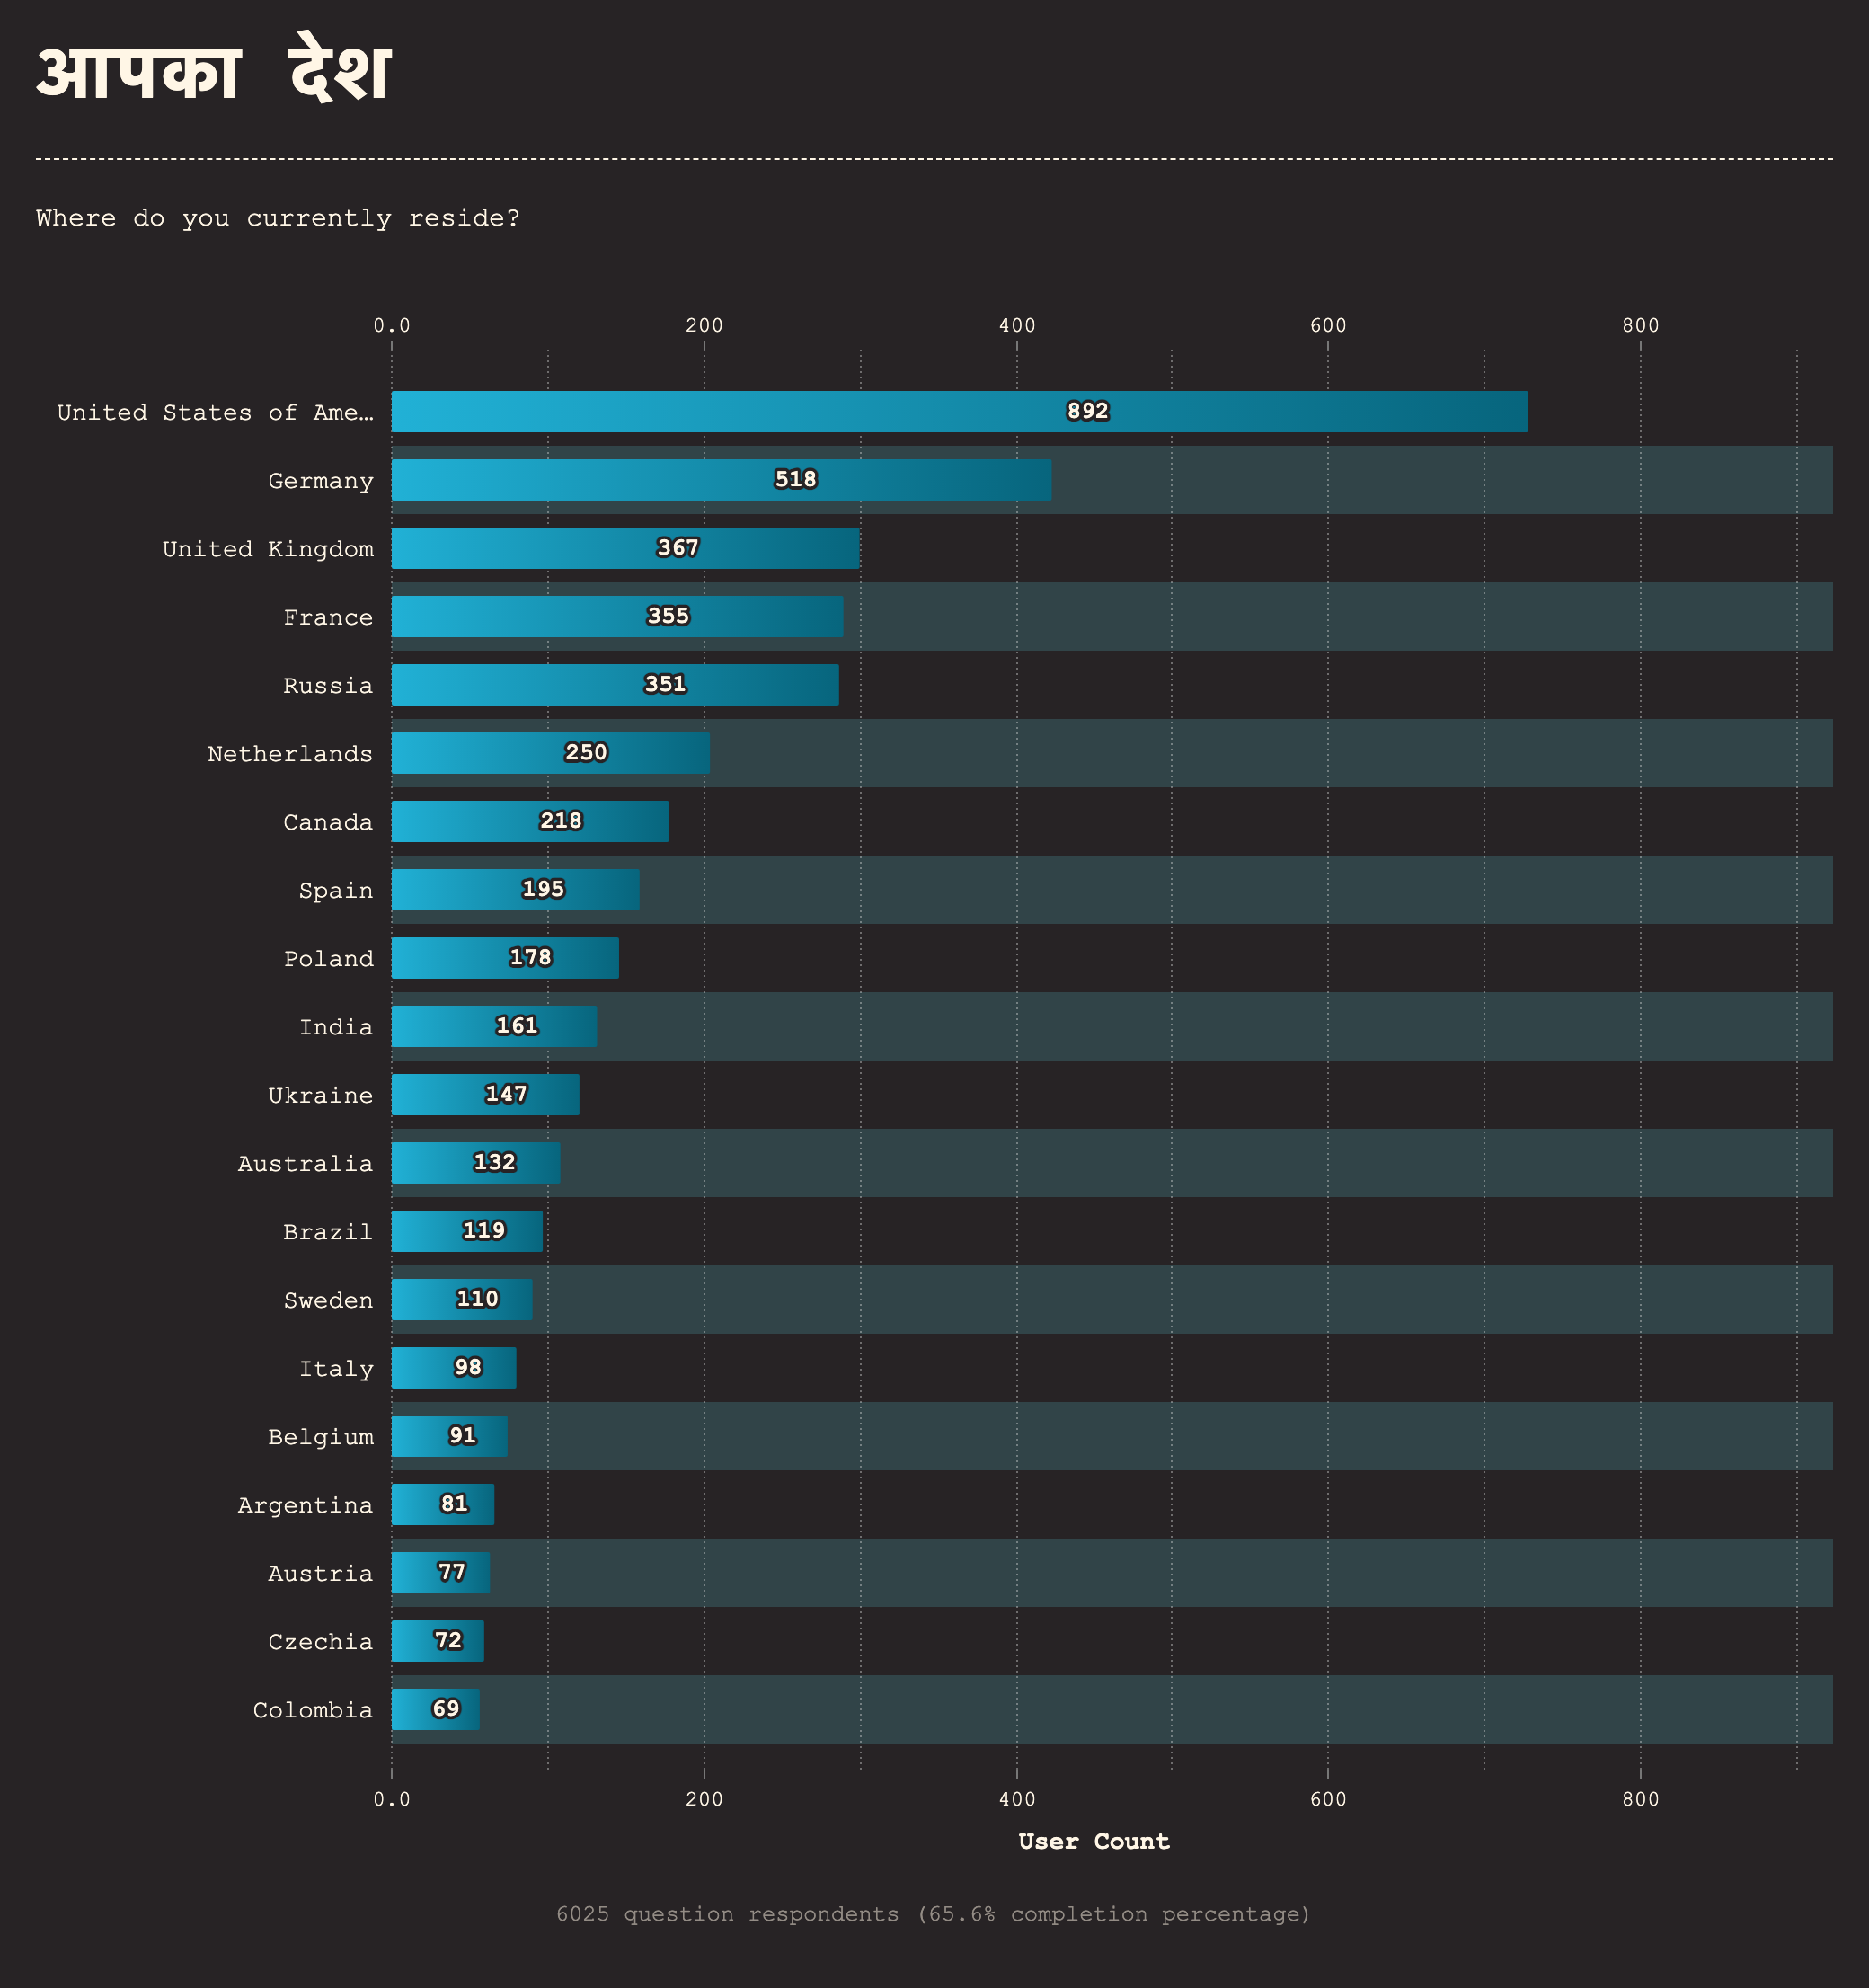 आपका देश
Where do you currently reside?
0.0 200 400 600 800
United States of Ame… 892
Germany 518
United Kingdom 367
France 355
Russia 351
Netherlands 250
Canada 218
Spain 195
Poland 178
India 161
Ukraine 147
Australia 132
Brazil 119
Sweden 110
Italy 98
Belgium 91
Argentina 81
Austria 77
Czechia 72
Colombia 69
0.0 200 400 600 800
User Count
6025 question respondents (65.6% completion percentage)